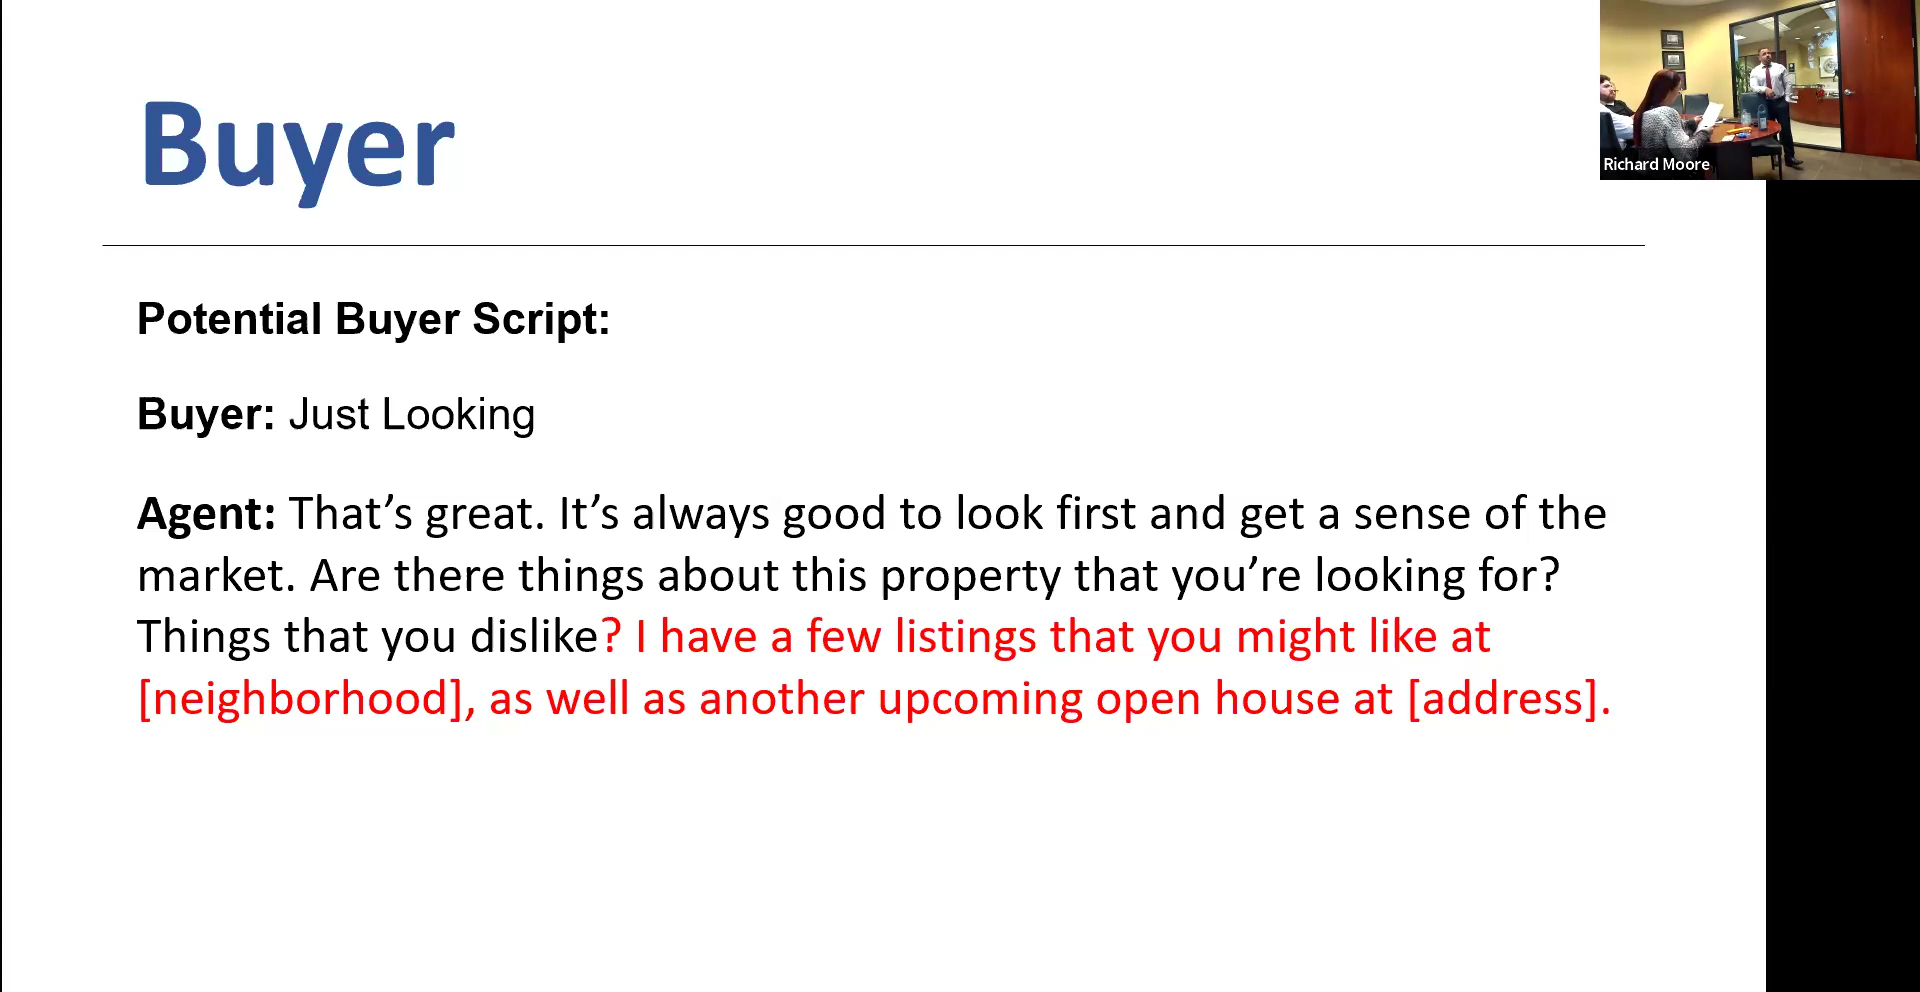 Buyer
Richard Moore
Potential Buyer Script:
Buyer: Just Looking
Agent: That’s great. It’s always good to look first and get a sense of the
market. Are there things about this property that you’re looking for?
Things that you dislike? I have a few listings that you might like at
[neighborhood], as well as another upcoming open house at [address].